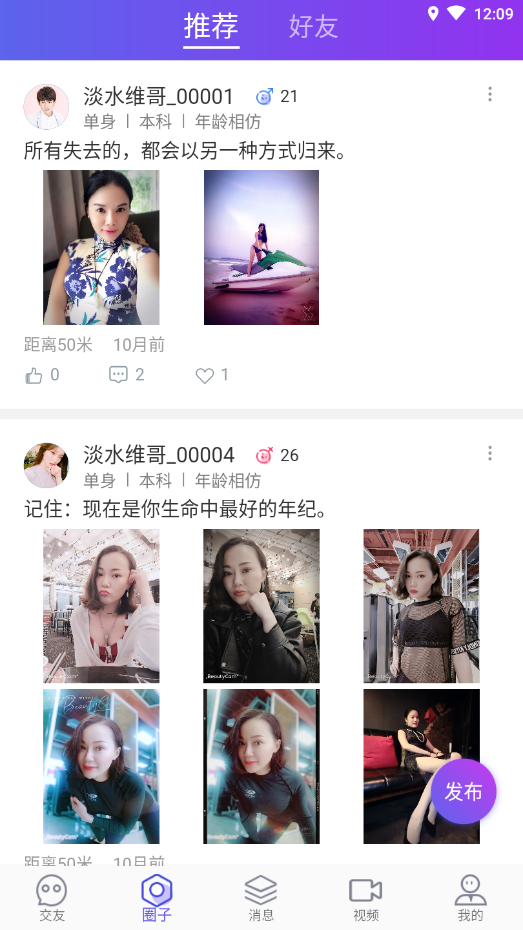 推荐 好友 12:09
淡水维哥_00001 21
单身 | 本科 | 年龄相仿
所有失去的，都会以另一种方式归来。
距离50米 10月前
0 2 1
淡水维哥_00004 26
单身 | 本科 | 年龄相仿
记住：现在是你生命中最好的年纪。
BeautyCam
BeautyCam
距离50米 10月前
发布
交友 圈子 消息 视频 我的